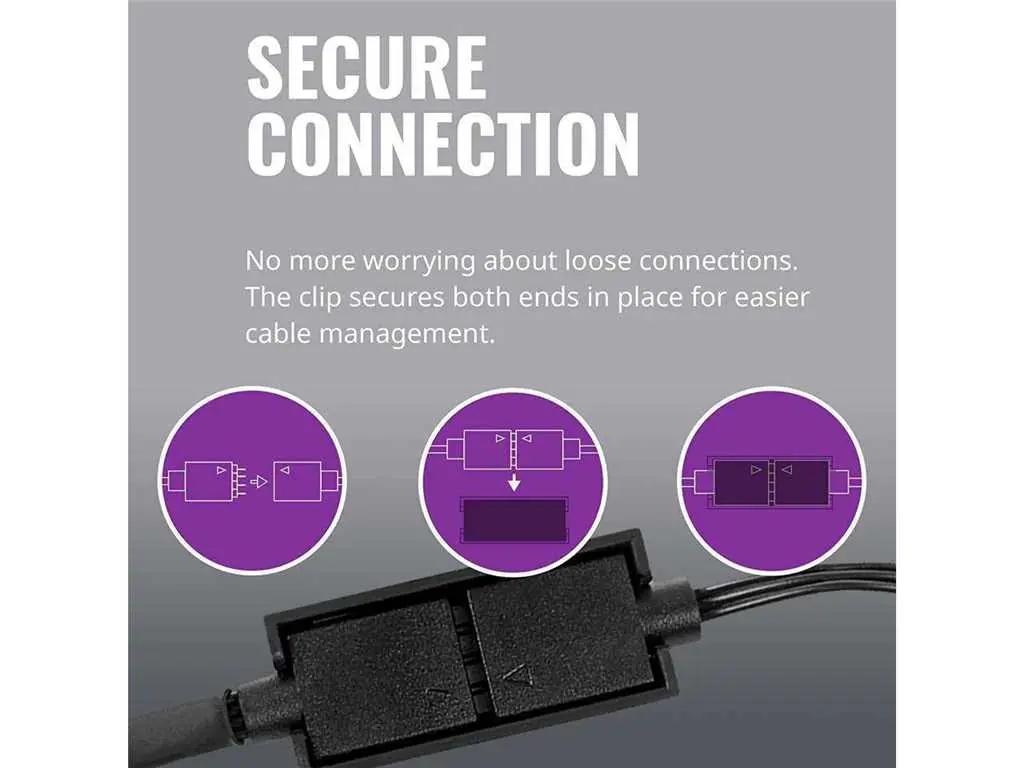 SECURE
CONNECTION
No more worrying about loose connections.
The clip secures both ends in place for easier
cable management.